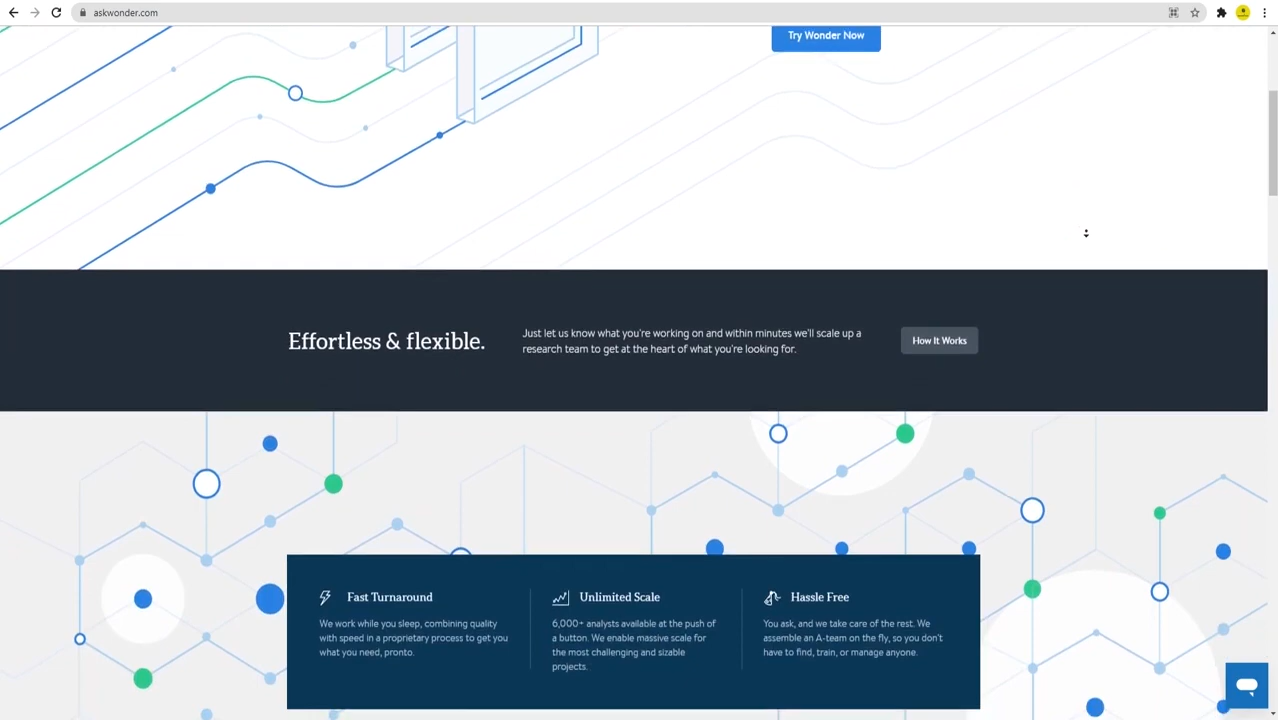 askwonder.com
Try Wonder Now
Effortless & flexible.
Just let us know what you're working on and within minutes we'll scale up a
research team to get at the heart of what you're looking for.
How It Works
Fast Turnaround
We work while you sleep, combining quality
with speed in a proprietary process to get you
what you need, pronto.
Unlimited Scale
6,000+ analysts available at the push of
a button. We enable massive scale for
the most challenging and sizable
projects.
Hassle Free
You ask, and we take care of the rest. We
assemble an A-team on the fly, so you don't
have to find, train, or manage anyone.